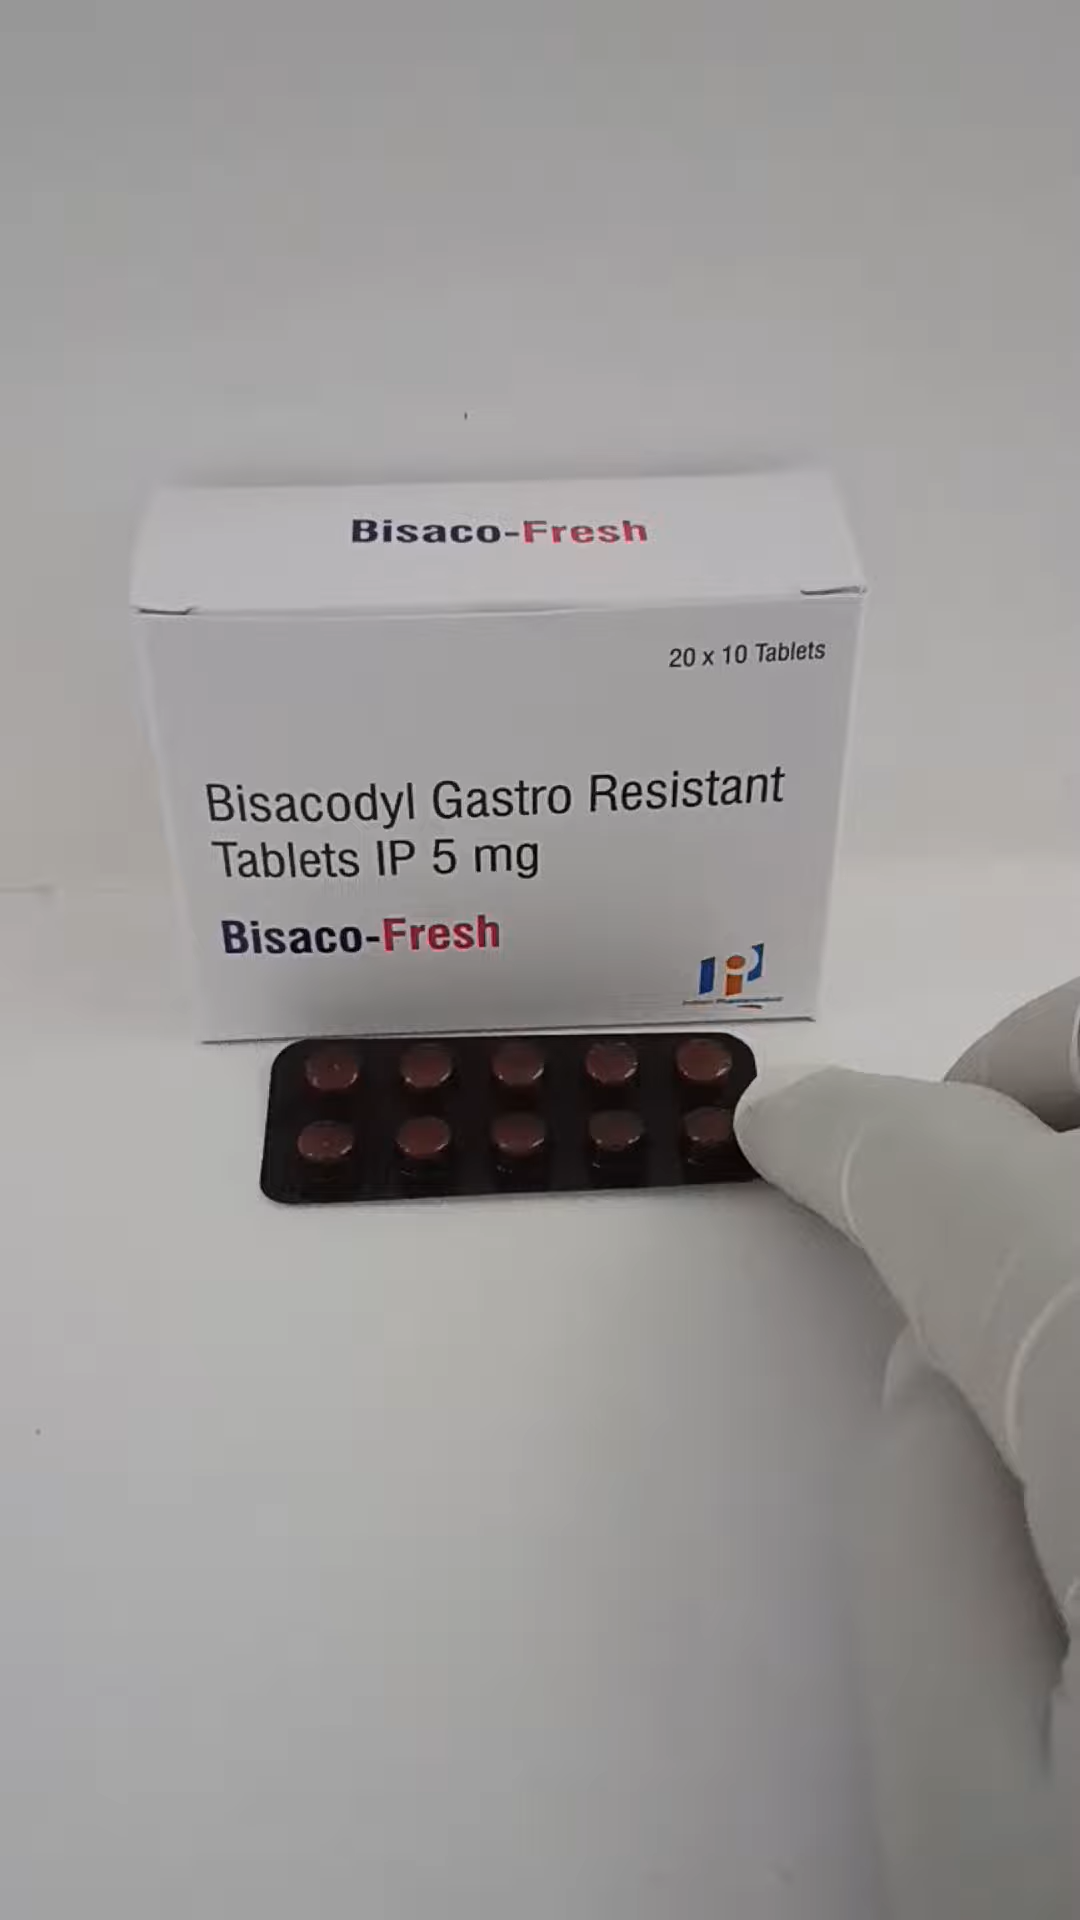 Bisaco-Fresh
20 x 10 Tablets
Bisacodyl Gastro Resistant
Tablets IP 5 mg
Bisaco-Fresh